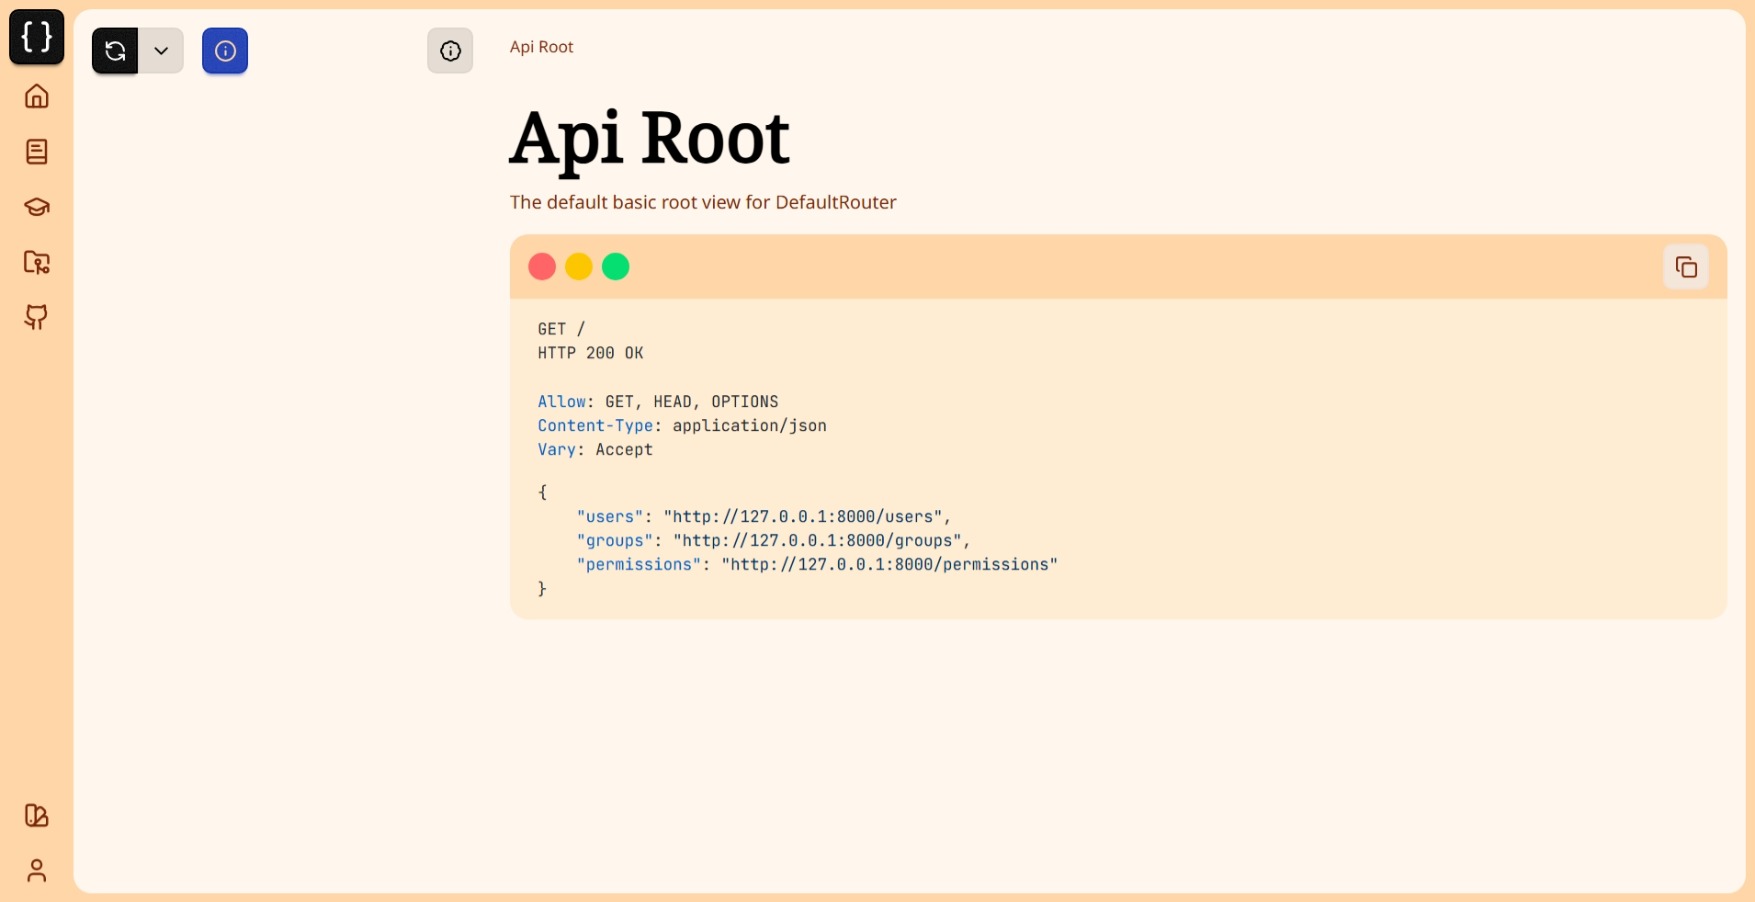 {}
Api Root
Api Root
The default basic root view for DefaultRouter
GET /
HTTP 200 OK
Allow: GET, HEAD, OPTIONS
Content-Type: application/json
Vary: Accept
{
    "users": "http://127.0.0.1:8000/users",
    "groups": "http://127.0.0.1:8000/groups",
    "permissions": "http://127.0.0.1:8000/permissions"
}